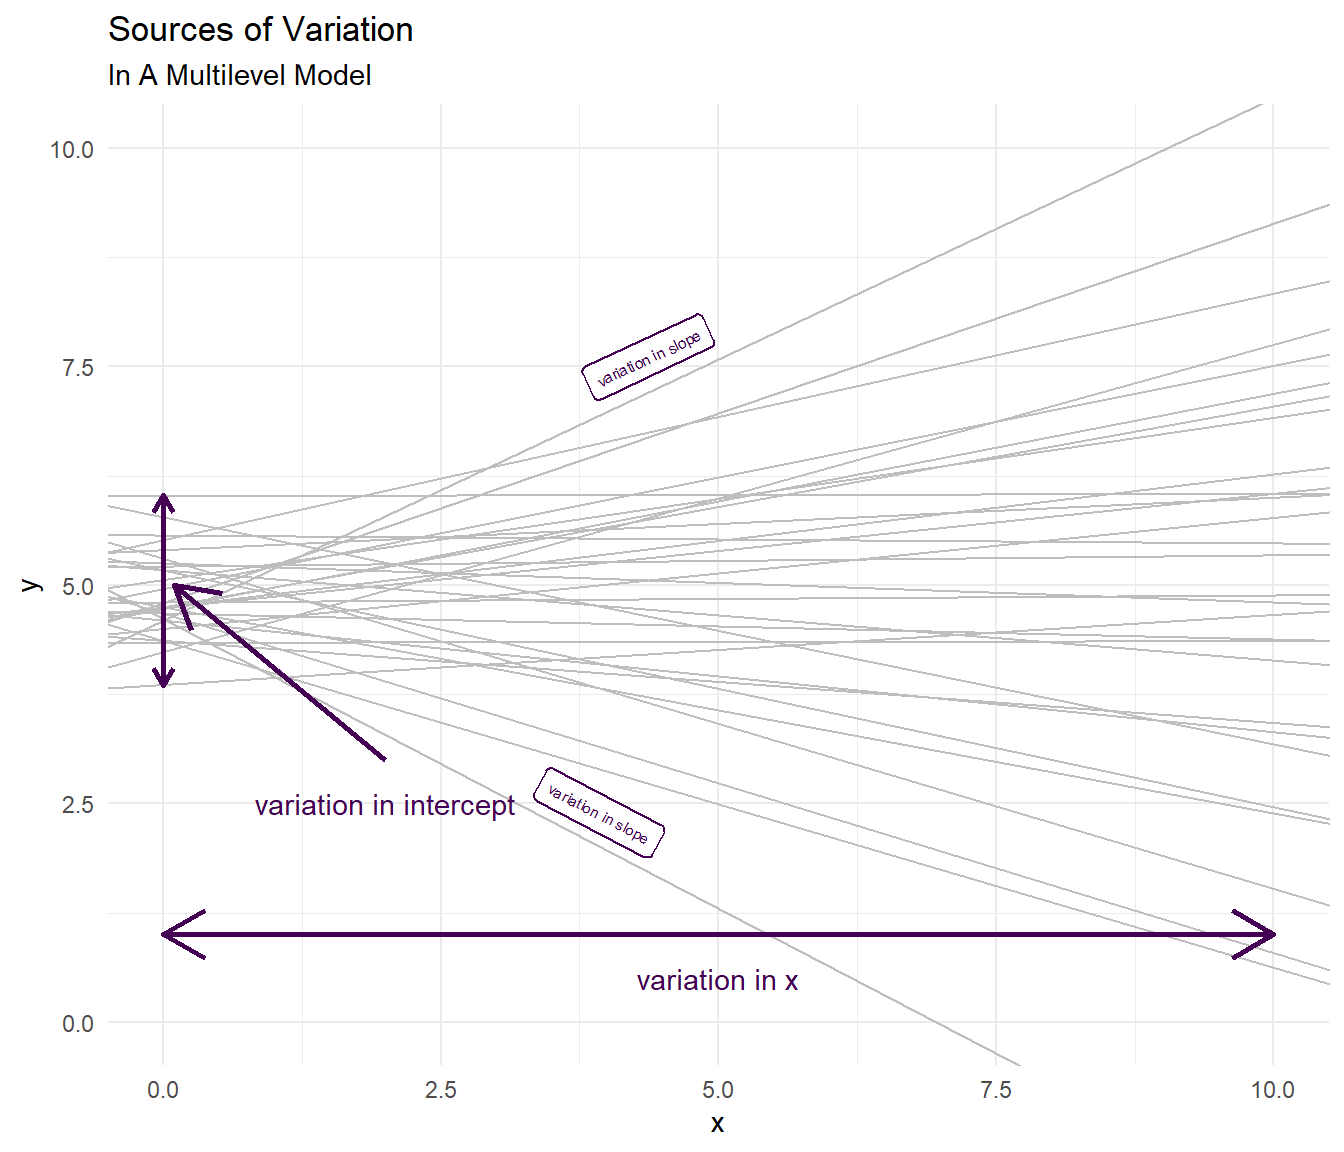 Sources of Variation
In A Multilevel Model
10.0
7.5
5.0
2.5
0.0
y
variation in slope
variation in intercept
variation in slope
variation in x
0.0 2.5 5.0 7.5 10.0
x